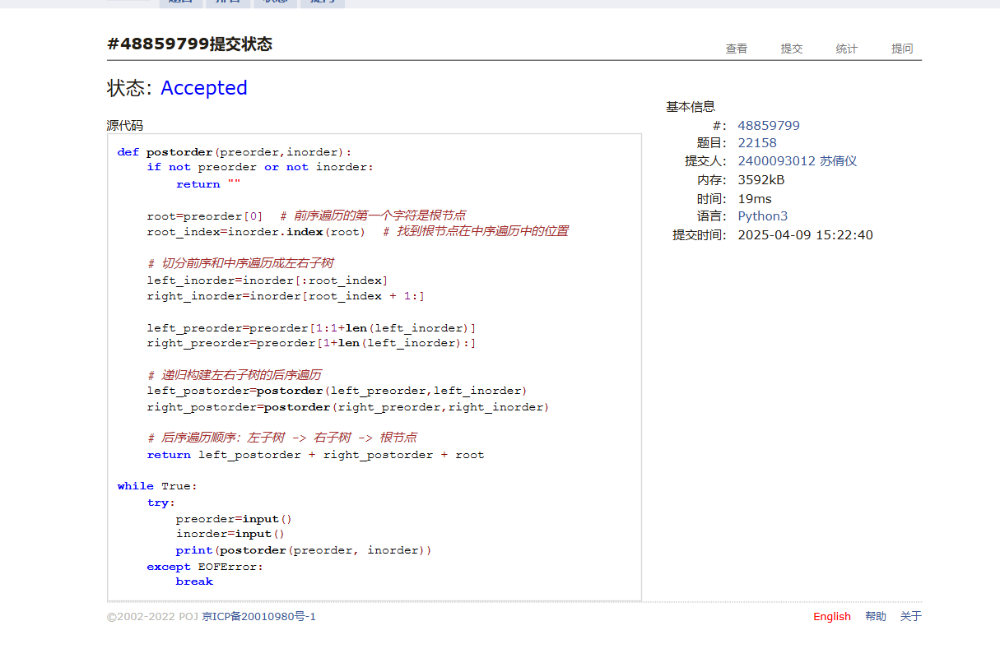 #48859799提交状态
查看 提交 统计 提问
状态: Accepted
源代码
def postorder(preorder,inorder):
    if not preorder or not inorder:
        return ""

    root=preorder[0]  # 前序遍历的第一个字符是根节点
    root_index=inorder.index(root)  # 找到根节点在中序遍历中的位置

    # 切分前序和中序遍历成左右子树
    left_inorder=inorder[:root_index]
    right_inorder=inorder[root_index + 1:]

    left_preorder=preorder[1:1+len(left_inorder)]
    right_preorder=preorder[1+len(left_inorder):]

    # 递归构建左右子树的后序遍历
    left_postorder=postorder(left_preorder,left_inorder)
    right_postorder=postorder(right_preorder,right_inorder)

    # 后序遍历顺序: 左子树 -> 右子树 -> 根节点
    return left_postorder + right_postorder + root

while True:
    try:
        preorder=input()
        inorder=input()
        print(postorder(preorder, inorder))
    except EOFError:
        break
基本信息
#: 48859799
题目: 22158
提交人: 2400093012 苏倩仪
内存: 3592kB
时间: 19ms
语言: Python3
提交时间: 2025-04-09 15:22:40
©2002-2022 POJ 京ICP备20010980号-1
English 帮助 关于